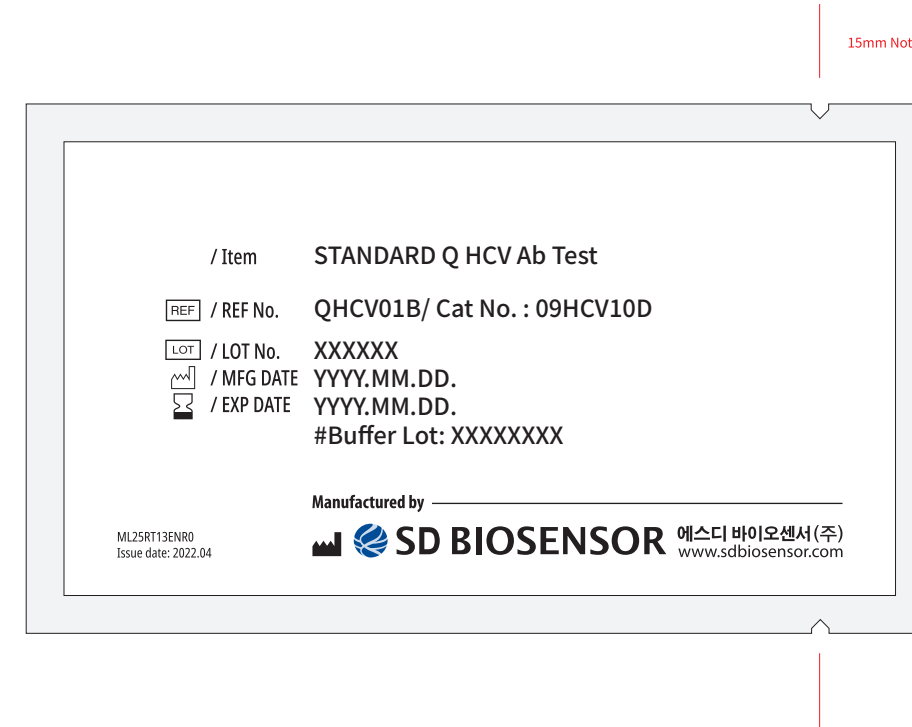 15mm Not
/ Item STANDARD Q HCV Ab Test
REF / REF No. QHCV01B/ Cat No. : 09HCV10D
LOT / LOT No. XXXXXX
/ MFG DATE YYYY.MM.DD.
/ EXP DATE YYYY.MM.DD.
#Buffer Lot: XXXXXXXX
Manufactured by
SD BIOSENSOR 에스디 바이오센서(주)
www.sdbiosensor.com
ML25RT13ENR0
Issue date: 2022.04